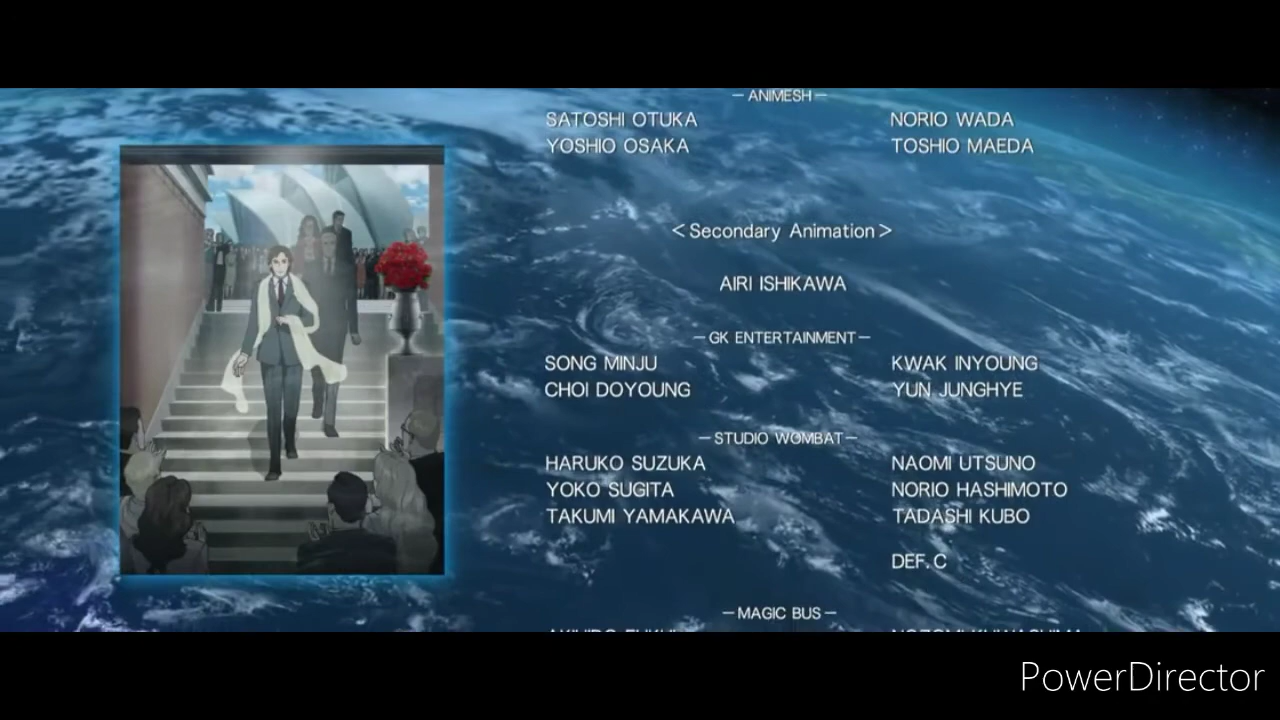 — ANIMESH —
SATOSHI OTUKA NORIO WADA
YOSHIO OSAKA TOSHIO MAEDA
<Secondary Animation>
AIRI ISHIKAWA
— GK ENTERTAINMENT —
SONG MINJU KWAK INYOUNG
CHOI DOYOUNG YUN JUNGHYE
— STUDIO WOMBAT —
HARUKO SUZUKA NAOMI UTSUNO
YOKO SUGITA NORIO HASHIMOTO
TAKUMI YAMAKAWA TADASHI KUBO
DEF. C
— MAGIC BUS —
PowerDirector